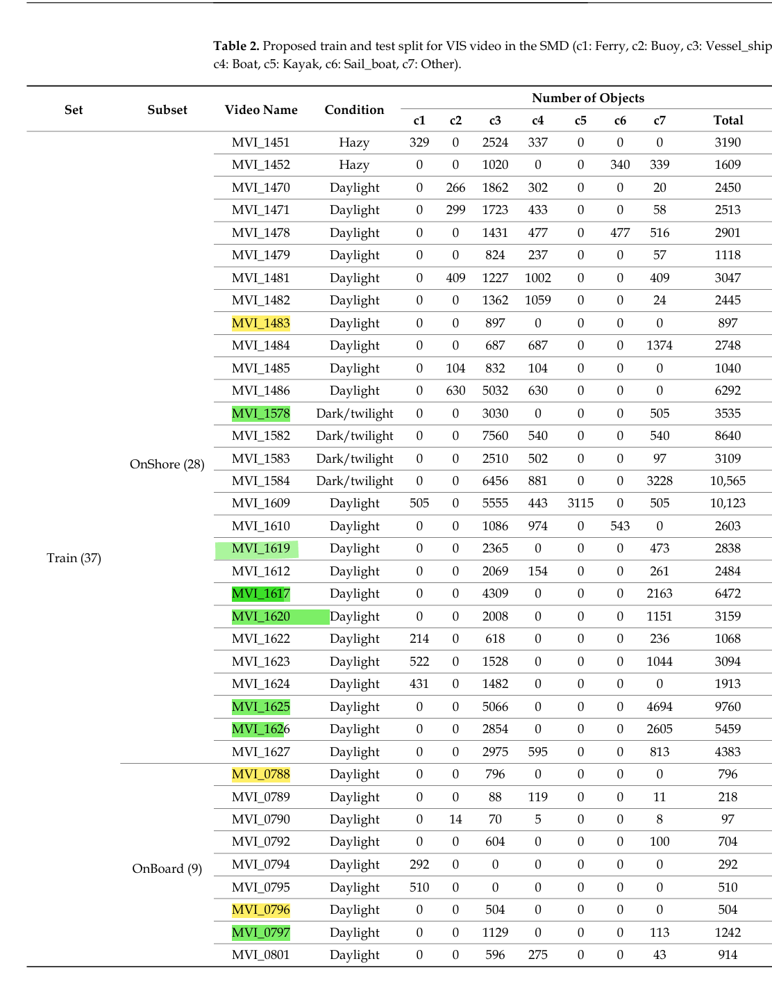 Table 2. Proposed train and test split for VIS video in the SMD (c1: Ferry, c2: Buoy, c3: Vessel_ship
c4: Boat, c5: Kayak, c6: Sail_boat, c7: Other).
Set Subset Video Name Condition Number of Objects
c1 c2 c3 c4 c5 c6 c7 Total
MVI_1451 Hazy 329 0 2524 337 0 0 0 3190
MVI_1452 Hazy 0 0 1020 0 0 340 339 1609
MVI_1470 Daylight 0 266 1862 302 0 0 20 2450
MVI_1471 Daylight 0 299 1723 433 0 0 58 2513
MVI_1478 Daylight 0 0 1431 477 0 477 516 2901
MVI_1479 Daylight 0 0 824 237 0 0 57 1118
MVI_1481 Daylight 0 409 1227 1002 0 0 409 3047
MVI_1482 Daylight 0 0 1362 1059 0 0 24 2445
MVI_1483 Daylight 0 0 897 0 0 0 0 897
MVI_1484 Daylight 0 0 687 687 0 0 1374 2748
MVI_1485 Daylight 0 104 832 104 0 0 0 1040
MVI_1486 Daylight 0 630 5032 630 0 0 0 6292
MVI_1578 Dark/twilight 0 0 3030 0 0 0 505 3535
MVI_1582 Dark/twilight 0 0 7560 540 0 0 540 8640
MVI_1583 Dark/twilight 0 0 2510 502 0 0 97 3109
OnShore (28)
MVI_1584 Dark/twilight 0 0 6456 881 0 0 3228 10,565
MVI_1609 Daylight 505 0 5555 443 3115 0 505 10,123
MVI_1610 Daylight 0 0 1086 974 0 543 0 2603
MVI_1619 Daylight 0 0 2365 0 0 0 473 2838
Train (37)
MVI_1612 Daylight 0 0 2069 154 0 0 261 2484
MVI_1617 Daylight 0 0 4309 0 0 0 2163 6472
MVI_1620 Daylight 0 0 2008 0 0 0 1151 3159
MVI_1622 Daylight 214 0 618 0 0 0 236 1068
MVI_1623 Daylight 522 0 1528 0 0 0 1044 3094
MVI_1624 Daylight 431 0 1482 0 0 0 0 1913
MVI_1625 Daylight 0 0 5066 0 0 0 4694 9760
MVI_1626 Daylight 0 0 2854 0 0 0 2605 5459
MVI_1627 Daylight 0 0 2975 595 0 0 813 4383
MVI_0788 Daylight 0 0 796 0 0 0 0 796
MVI_0789 Daylight 0 0 88 119 0 0 11 218
MVI_0790 Daylight 0 14 70 5 0 0 8 97
MVI_0792 Daylight 0 0 604 0 0 0 100 704
MVI_0794 Daylight 292 0 0 0 0 0 0 292
OnBoard (9)
MVI_0795 Daylight 510 0 0 0 0 0 0 510
MVI_0796 Daylight 0 0 504 0 0 0 0 504
MVI_0797 Daylight 0 0 1129 0 0 0 113 1242
MVI_0801 Daylight 0 0 596 275 0 0 43 914